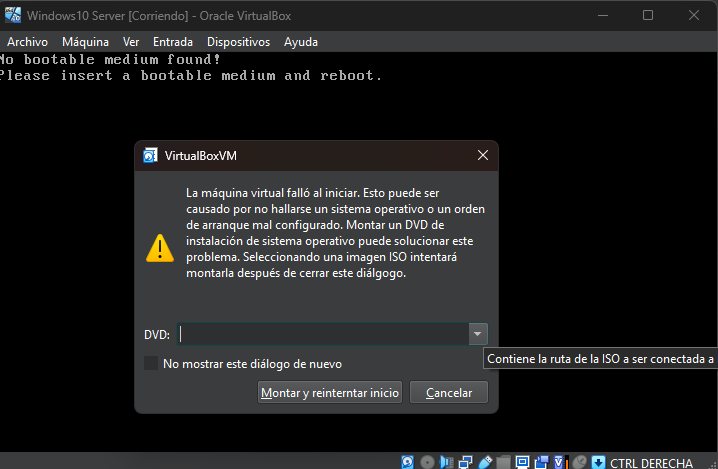 Windows10 Server [Corriendo] - Oracle VirtualBox
Archivo Máquina Ver Entrada Dispositivos Ayuda
No bootable medium found!
Please insert a bootable medium and reboot.
VirtualBoxVM
La máquina virtual falló al iniciar. Esto puede ser
causado por no hallarse un sistema operativo o un orden
de arranque mal configurado. Montar un DVD de
instalación de sistema operativo puede solucionar este
problema. Seleccionando una imagen ISO intentará
montarla después de cerrar este diálgogo.
DVD:
Contiene la ruta de la ISO a ser conectada a
No mostrar este diálogo de nuevo
Montar y reinterntar inicio Cancelar
CTRL DERECHA